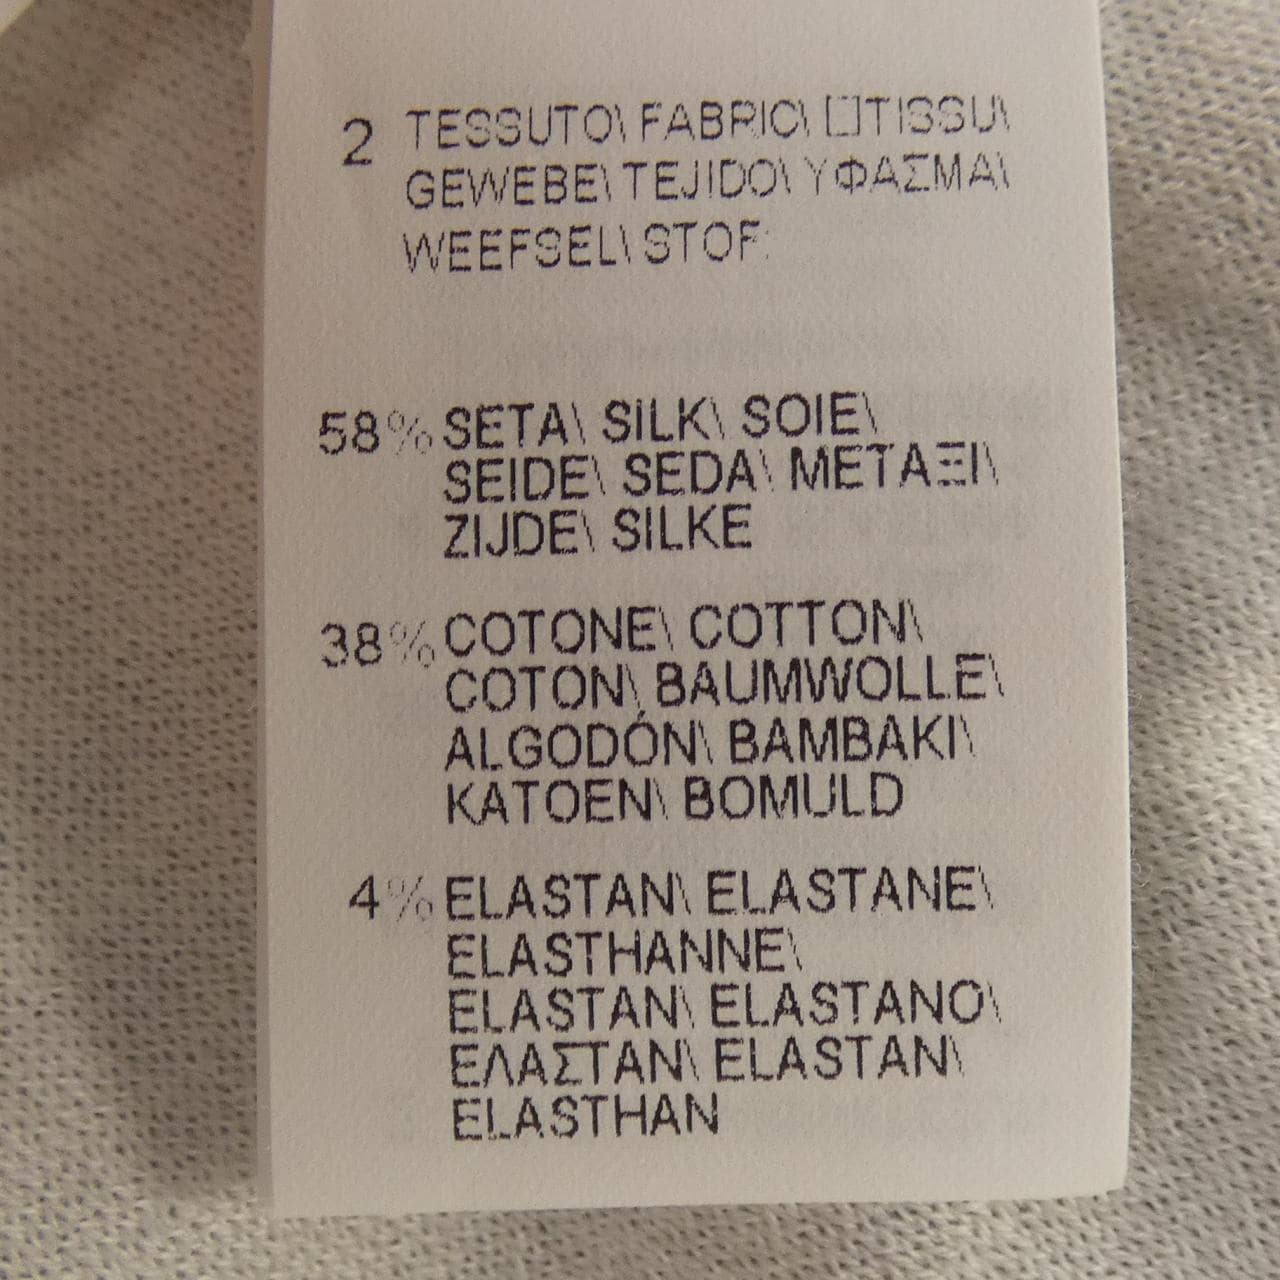 2 TESSUTO\ FABRIC\ []TISSU\
GEWEBE\ TEJIDO\ ΥΦΑΣΜΑ\
WEEFSEL\ STOF:
58% SETA\ SILK\ SOIE\
SEIDE\ SEDA\ ΜΕΤΑΞΙ\
ZIJDE\ SILKE
38% COTONE\ COTTON\
COTON\ BAUMWOLLE\
ALGODÓN\ BAMBAKI\
KATOEN\ BOMULD
4% ELASTAN\ ELASTANE\
ELASTHANNE\
ELASTAN\ ELASTANO\
ΕΛΑΣΤΑΝ\ ELASTAN\
ELASTHAN